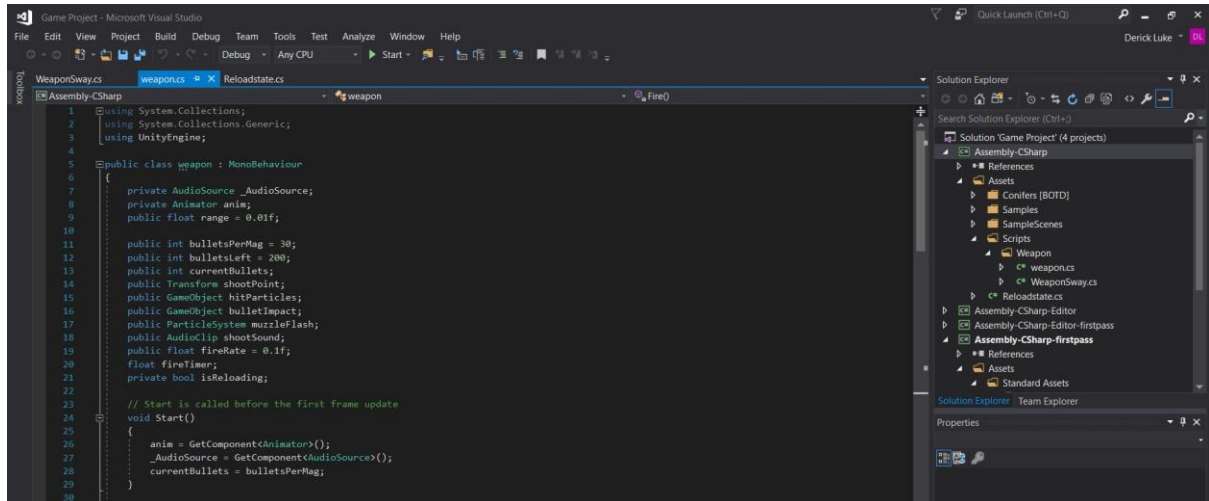 Game Project - Microsoft Visual Studio
Quick Launch (Ctrl+Q)
File Edit View Project Build Debug Team Tools Test Analyze Window Help
Derick Luke DL
Debug Any CPU Start
Toolbox
WeaponSway.cs weapon.cs Reloadstate.cs
Assembly-CSharp weapon Fire()
1 using System.Collections;
2 using System.Collections.Generic;
3 using UnityEngine;
4
5 public class weapon : MonoBehaviour
6 {
7 private AudioSource _AudioSource;
8 private Animator anim;
9 public float range = 0.01f;
10
11 public int bulletsPerMag = 30;
12 public int bulletsLeft = 200;
13 public int currentBullets;
14 public Transform shootPoint;
15 public GameObject hitParticles;
16 public GameObject bulletImpact;
17 public ParticleSystem muzzleFlash;
18 public AudioClip shootSound;
19 public float fireRate = 0.1f;
20 float fireTimer;
21 private bool isReloading;
22
23 // Start is called before the first frame update
24 void Start()
25 {
26 anim = GetComponent<Animator>();
27 _AudioSource = GetComponent<AudioSource>();
28 currentBullets = bulletsPerMag;
29 }
30
Solution Explorer
Search Solution Explorer (Ctrl+;)
Solution 'Game Project' (4 projects)
Assembly-CSharp
References
Assets
Conifers [BOTD]
Samples
SampleScenes
Scripts
Weapon
C# weapon.cs
C# WeaponSway.cs
C# Reloadstate.cs
Assembly-CSharp-Editor
Assembly-CSharp-Editor-firstpass
Assembly-CSharp-firstpass
References
Assets
Standard Assets
Solution Explorer Team Explorer
Properties